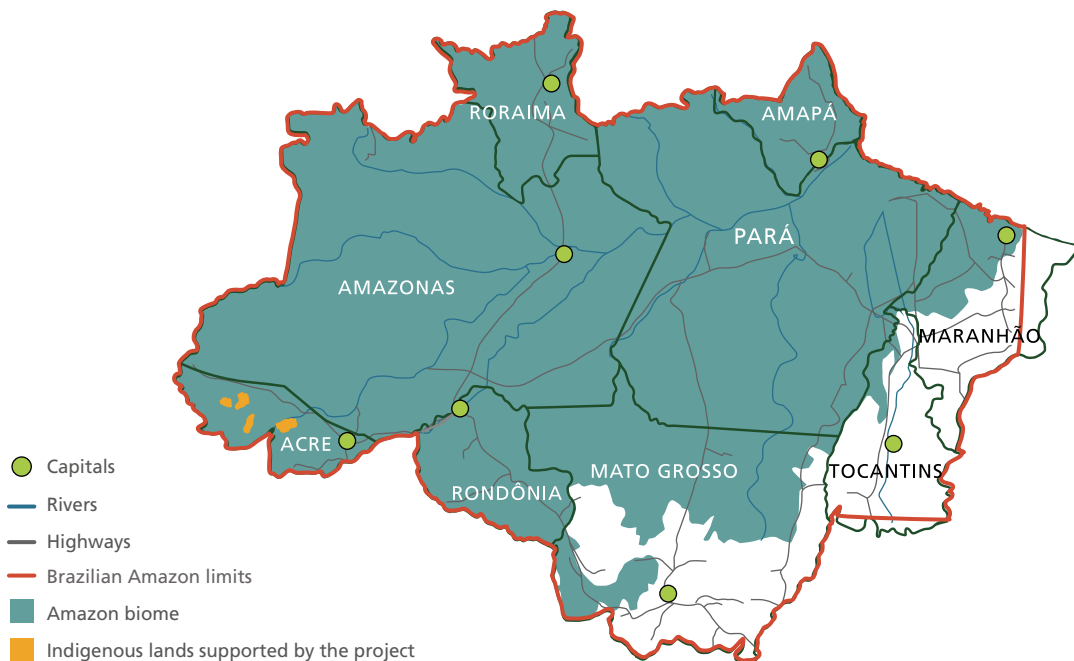 RORAIMA
AMAPÁ
PARÁ
AMAZONAS
MARANHÃO
ACRE
MATO GROSSO
TOCANTINS
RONDÔNIA
Capitals
Rivers
Highways
Brazilian Amazon limits
Amazon biome
Indigenous lands supported by the project